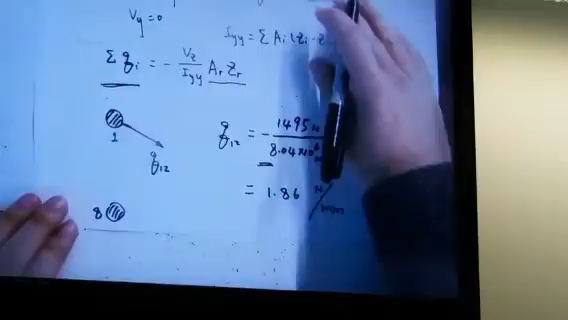 Vy = 0
Iyy = Σ Ai (Zi - Z
Σ qi = - Vz/Iyy Ar Zr
1
q12
q12 = - 1495 N/8.04×10⁶
= 1.86 N/mm
8